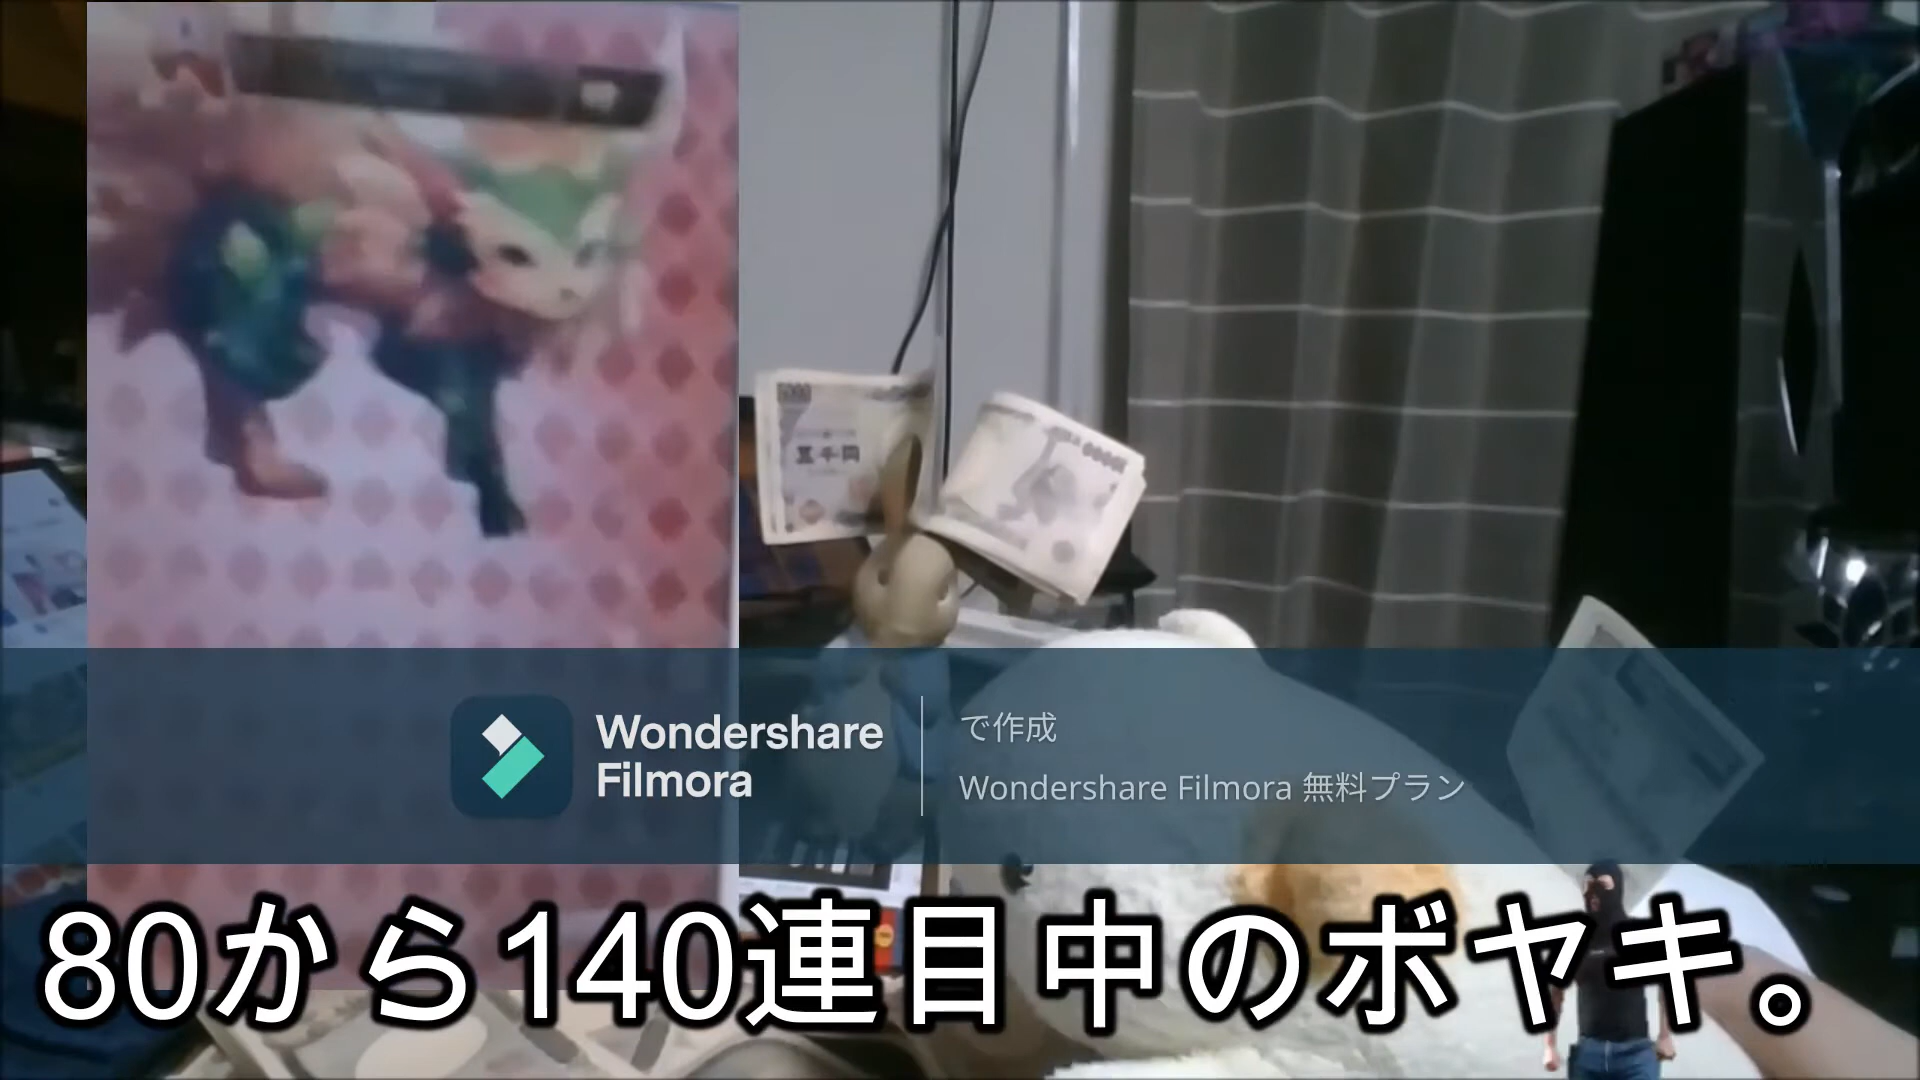 五千円
Wondershare
Filmora
で作成
Wondershare Filmora 無料プラン
80から140連目中のボヤキ。